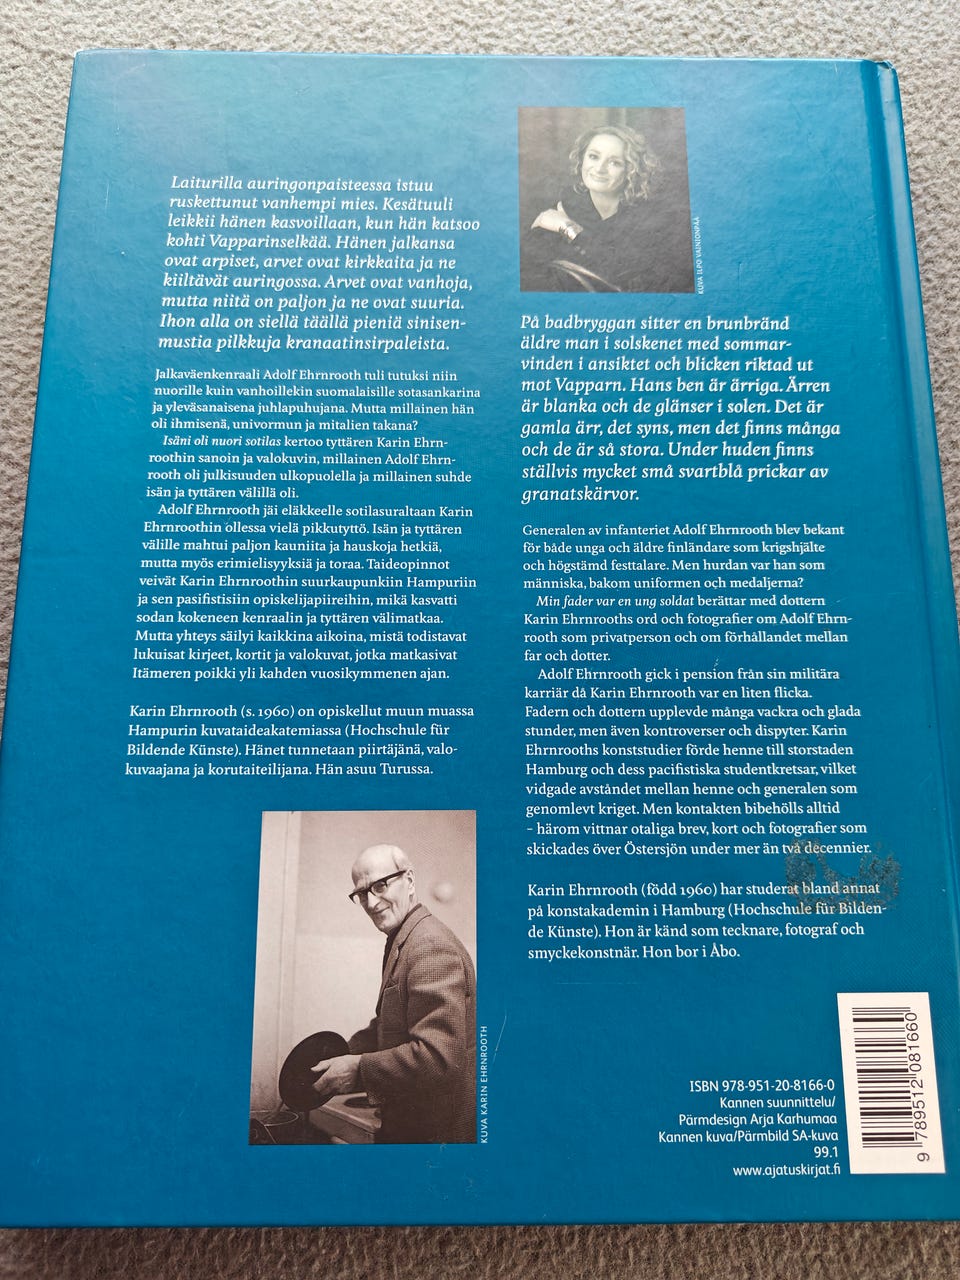 Laiturilla auringonpaisteessa istuu
ruskettunut vanhempi mies. Kesätuuli
leikkii hänen kasvoillaan, kun hän katsoo
kohti Vapparinselkää. Hänen jalkansa
ovat arpiset, arvet ovat kirkkaita ja ne
kiiltävät auringossa. Arvet ovat vanhoja,
mutta niitä on paljon ja ne ovat suuria.
Ihon alla on siellä täällä pieniä sinisen-
mustia pilkkuja kranaatinsirpaleista.
Jalkaväenkenraali Adolf Ehrnrooth tuli tutuksi niin
nuorille kuin vanhoillekin suomalaisille sotasankarina
ja yleväsanaisena juhlapuhujana. Mutta millainen hän
oli ihmisenä, univormun ja mitalien takana?
Isäni oli nuori sotilas kertoo tyttären Karin Ehrn-
roothin sanoin ja valokuvin, millainen Adolf Ehrn-
rooth oli julkisuuden ulkopuolella ja millainen suhde
isän ja tyttären välillä oli.
Adolf Ehrnrooth jäi eläkkeelle sotilasuraltaan Karin
Ehrnroothin ollessa vielä pikkutyttö. Isän ja tyttären
välille mahtui paljon kauniita ja hauskoja hetkiä,
mutta myös erimielisyyksiä ja toraa. Taideopinnot
veivät Karin Ehrnroothin suurkaupunkiin Hampuriin
ja sen pasifistisiin opiskelijapiireihin, mikä kasvatti
sodan kokeneen kenraalin ja tyttären välimatkaa.
Mutta yhteys säilyi kaikkina aikoina, mistä todistavat
lukuisat kirjeet, kortit ja valokuvat, jotka matkasivat
Itämeren poikki yli kahden vuosikymmenen ajan.
Karin Ehrnrooth (s. 1960) on opiskellut muun muassa
Hampurin kuvataideakatemiassa (Hochschule für
Bildende Künste). Hänet tunnetaan piirtäjänä, valo-
kuvaajana ja korutaiteilijana. Hän asuu Turussa.
KUVA KARIN EHRNROOTH
KUVA ILPO VAINIONPÄÄ
På badbryggan sitter en brunbränd
äldre man i solskenet med sommar-
vinden i ansiktet och blicken riktad ut
mot Vapparn. Hans ben är ärriga. Ärren
är blanka och de glänser i solen. Det är
gamla ärr, det syns, men det finns många
och de är så stora. Under huden finns
ställvis mycket små svartblå prickar av
granatskärvor.
Generalen av infanteriet Adolf Ehrnrooth blev bekant
för både unga och äldre finländare som krigshjälte
och högstämd festtalare. Men hurdan var han som
människa, bakom uniformen och medaljerna?
Min fader var en ung soldat berättar med dottern
Karin Ehrnrooths ord och fotografier om Adolf Ehrn-
rooth som privatperson och om förhållandet mellan
far och dotter.
Adolf Ehrnrooth gick i pension från sin militära
karriär då Karin Ehrnrooth var en liten flicka.
Fadern och dottern upplevde många vackra och glada
stunder, men även kontroverser och dispyter. Karin
Ehrnrooths konststudier förde henne till storstaden
Hamburg och dess pacifistiska studentkretsar, vilket
vidgade avståndet mellan henne och generalen som
genomlevt kriget. Men kontakten bibehölls alltid
– härom vittnar otaliga brev, kort och fotografier som
skickades över Östersjön under mer än två decennier.
Karin Ehrnrooth (född 1960) har studerat bland annat
på konstakademin i Hamburg (Hochschule für Bilden-
de Künste). Hon är känd som tecknare, fotograf och
smyckekonstnär. Hon bor i Åbo.
ISBN 978-951-20-8166-0
Kannen suunnittelu/
Pärmdesign Arja Karhumaa
Kannen kuva/Pärmbild SA-kuva
99.1
www.ajatuskirjat.fi
9 789512 081660